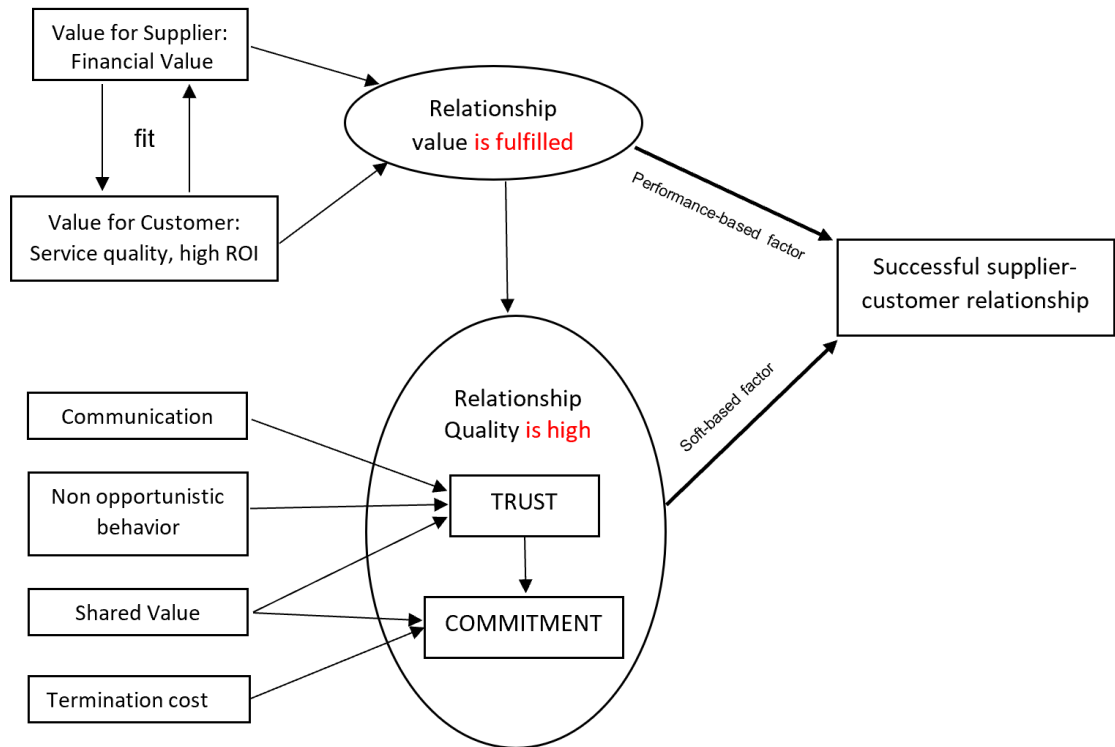 Value for Supplier:
Financial Value
fit
Value for Customer:
Service quality, high ROI
Relationship
value is fulfilled
Performance-based factor
Successful supplier-
customer relationship
Soft-based factor
Relationship
Quality is high
Communication
Non opportunistic
behavior
Shared Value
Termination cost
TRUST
COMMITMENT